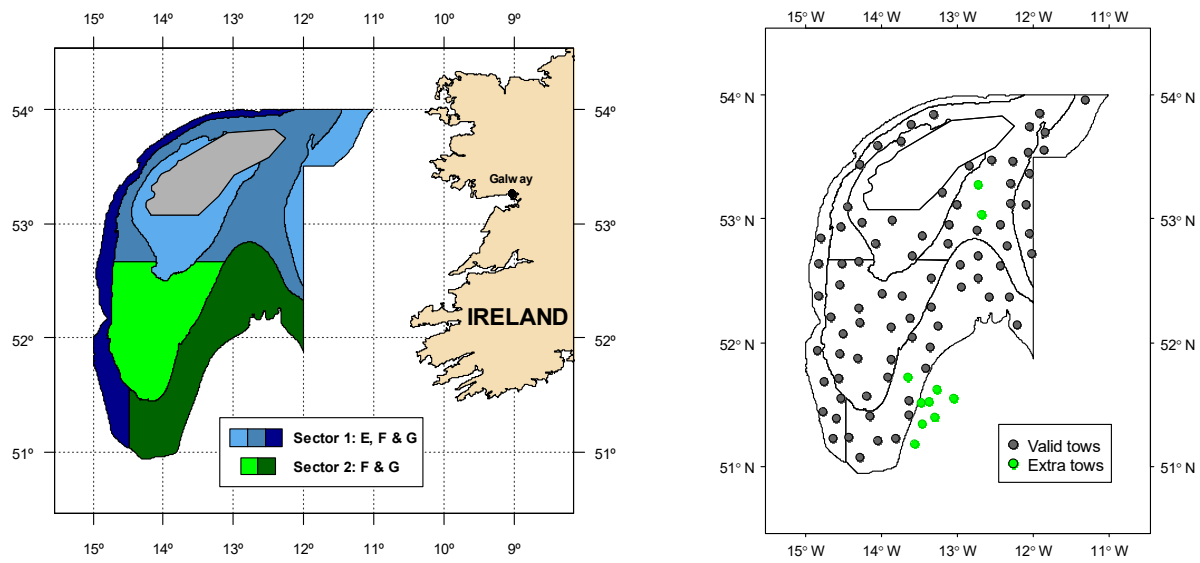 15º 14º 13º 12º 11º 10º 9º
54º 54º
53º 53º
52º 52º
51º 51º
Galway
IRELAND
Sector 1: E, F & G
Sector 2: F & G
15º 14º 13º 12º 11º 10º 9º
15° W 14° W 13° W 12° W 11° W
54° N 54° N
53° N 53° N
52° N 52° N
51° N 51° N
Valid tows
Extra tows
15° W 14° W 13° W 12° W 11° W